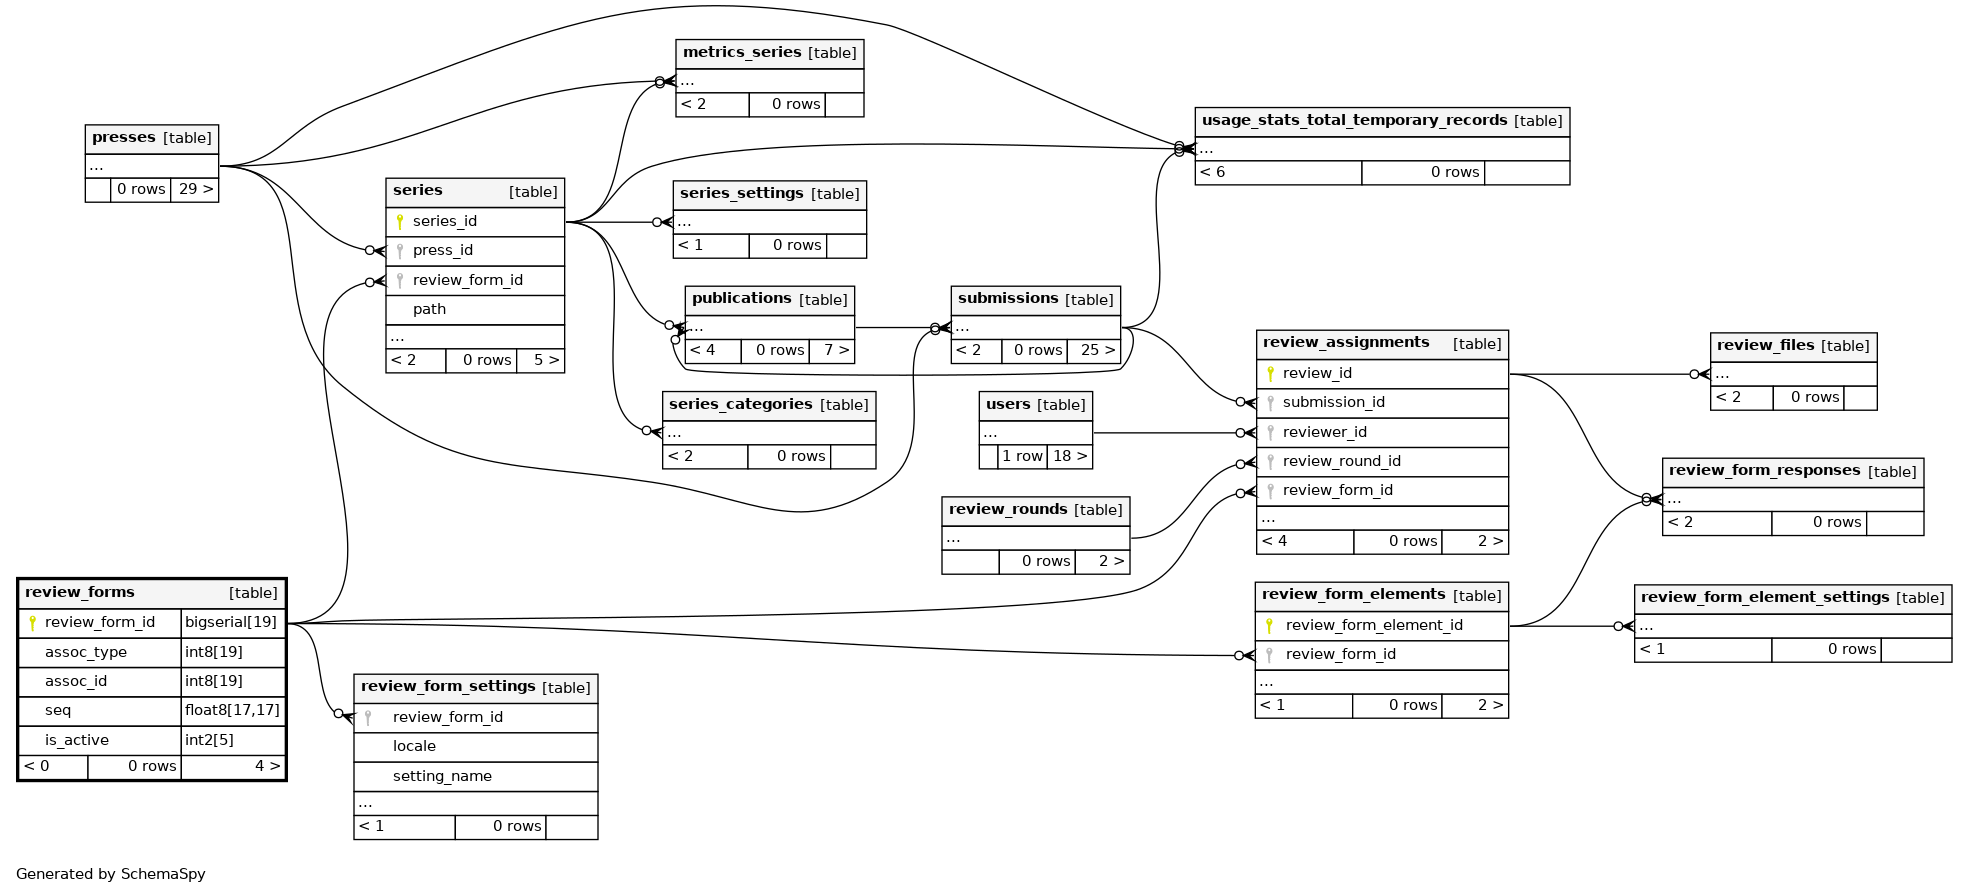 metrics_series [table]
...
< 2 0 rows
presses [table]
...
0 rows 29 >
usage_stats_total_temporary_records [table]
...
< 6 0 rows
series [table]
series_id
press_id
review_form_id
path
...
< 2 0 rows 5 >
series_settings [table]
...
< 1 0 rows
publications [table]
...
< 4 0 rows 7 >
submissions [table]
...
< 2 0 rows 25 >
series_categories [table]
...
< 2 0 rows
users [table]
...
1 row 18 >
review_rounds [table]
...
0 rows 2 >
review_assignments [table]
review_id
submission_id
reviewer_id
review_round_id
review_form_id
...
< 4 0 rows 2 >
review_files [table]
...
< 2 0 rows
review_form_responses [table]
...
< 2 0 rows
review_form_elements [table]
review_form_element_id
review_form_id
...
< 1 0 rows 2 >
review_form_element_settings [table]
...
< 1 0 rows
review_forms [table]
review_form_id bigserial[19]
assoc_type int8[19]
assoc_id int8[19]
seq float8[17,17]
is_active int2[5]
< 0 0 rows 4 >
review_form_settings [table]
review_form_id
locale
setting_name
...
< 1 0 rows
Generated by SchemaSpy